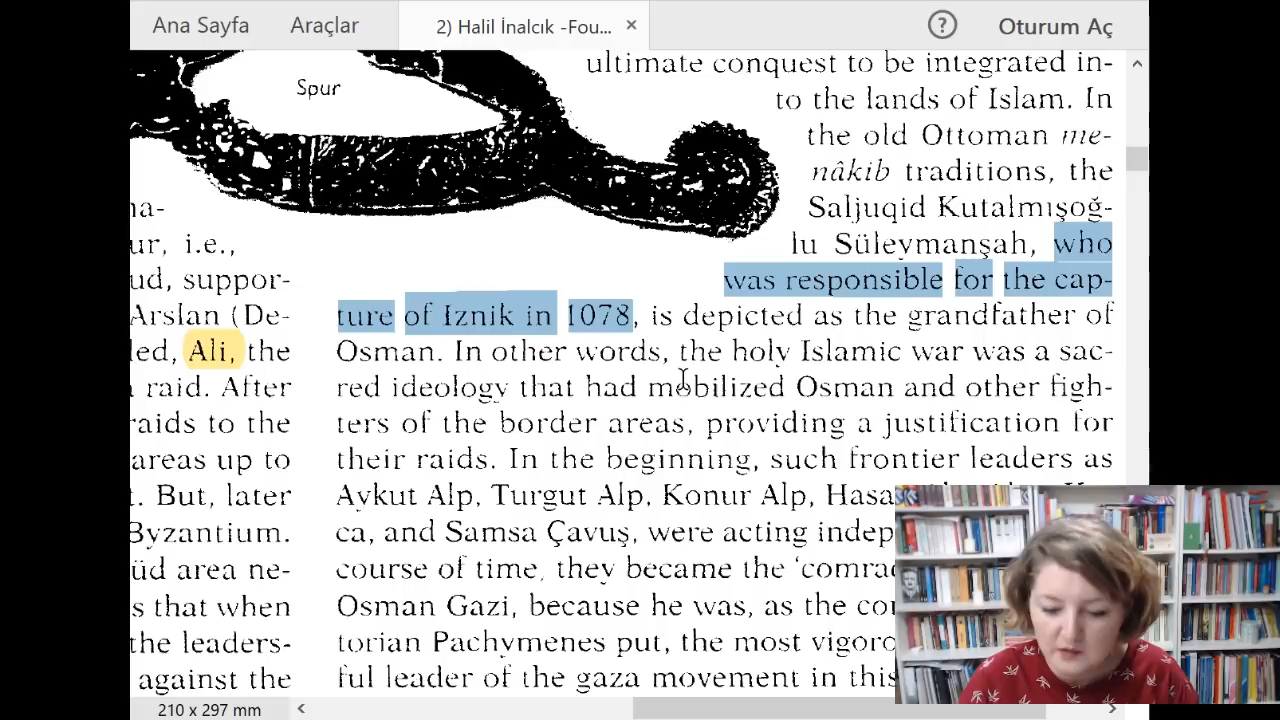 Ana Sayfa
Araçlar
2) Halil İnalcık -Fou...
Oturum Aç
Spur
ultimate conquest to be integrated in-
to the lands of Islam. In
the old Ottoman me-
nâkib traditions, the
Saljuqid Kutalmışoğ-
lu Süleymanşah, who
was responsible for the cap-
ture of Iznik in 1078, is depicted as the grandfather of
Osman. In other words, the holy Islamic war was a sac-
red ideology that had mobilized Osman and other figh-
ters of the border areas, providing a justification for
their raids. In the beginning, such frontier leaders as
Aykut Alp, Turgut Alp, Konur Alp, Hasa
ca, and Samsa Çavuş, were acting indep
course of time, they became the 'comra
Osman Gazi, because he was, as the co
torian Pachymenes put, the most vigoro
ful leader of the gaza movement in this
na-
ur, i.e.,
ud, suppor-
Arslan (De-
led, Ali, the
raid. After
raids to the
areas up to
t. But, later
Byzantium.
üd area ne-
s that when
the leaders-
against the
210 x 297 mm